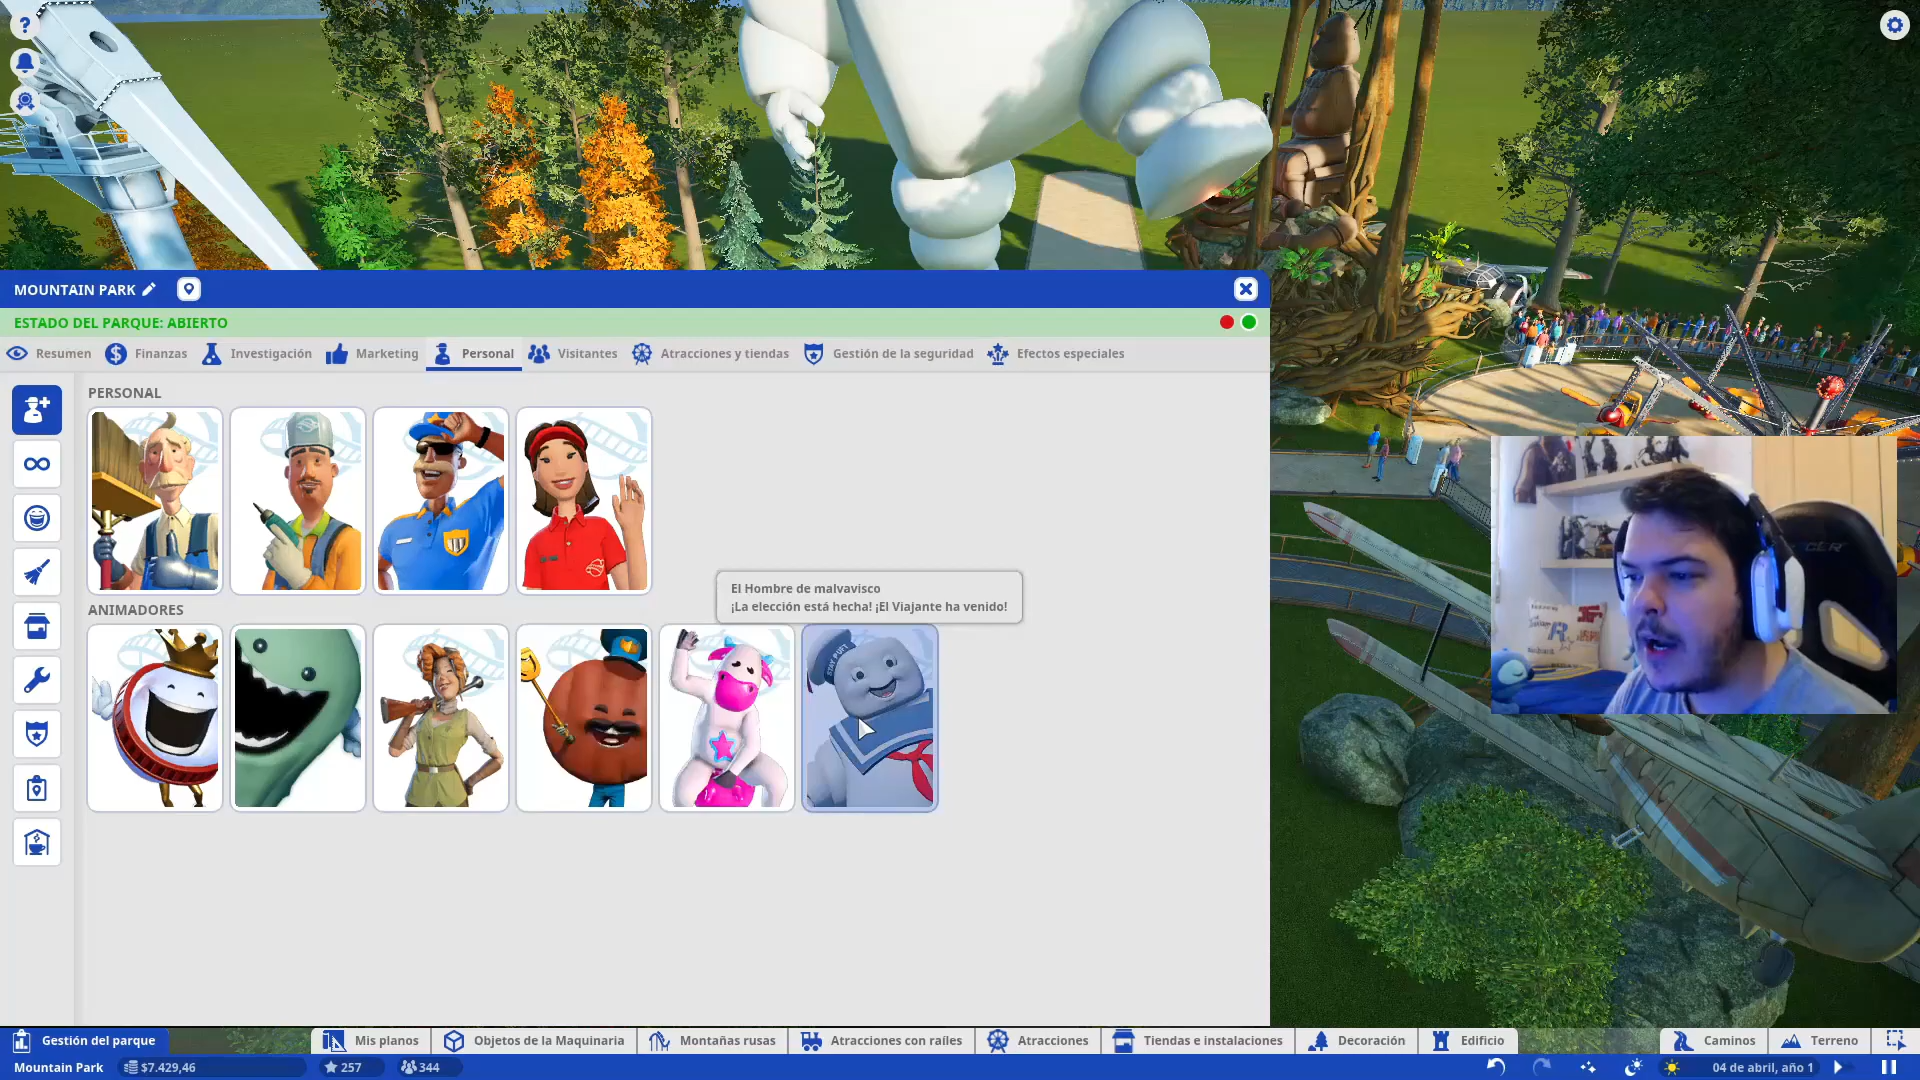 MOUNTAIN PARK
ESTADO DEL PARQUE: ABIERTO
Resumen
Finanzas
Investigación
Marketing
Personal
Visitantes
Atracciones y tiendas
Gestión de la seguridad
Efectos especiales
PERSONAL
El Hombre de malvavisco
¡La elección está hecha! ¡El Viajante ha venido!
ANIMADORES
STAY PUFT
Gestión del parque
Mis planos
Objetos de la Maquinaria
Montañas rusas
Atracciones con raíles
Atracciones
Tiendas e instalaciones
Decoración
Edificio
Caminos
Terreno
Mountain Park
$7.429,46
257
344
04 de abril, año 1